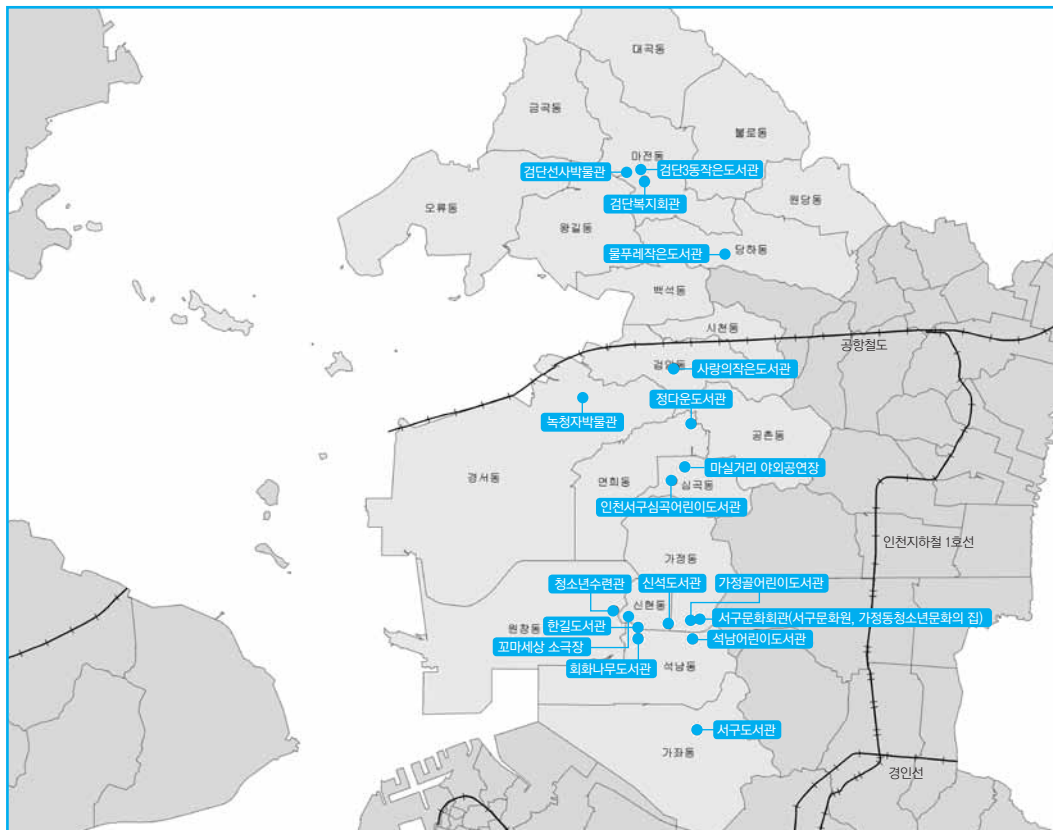 대곡동
금곡동
불로동
마전동
검단선사박물관
검단3동작은도서관
원당동
검단복지회관
오류동
왕길동
물푸레작은도서관
당하동
백석동
시천동
공항철도
검암동
사랑의작은도서관
정다운도서관
녹청자박물관
공촌동
마실거리 야외공연장
경서동
연희동
심곡동
인천서구심곡어린이도서관
인천지하철 1호선
가정동
청소년수련관
신석도서관
가정골어린이도서관
신현동
서구문화회관(서구문화원, 가정동청소년문화의 집)
원창동
한길도서관
석남어린이도서관
꼬마세상 소극장
회화나무도서관
석남동
서구도서관
가좌동
경인선